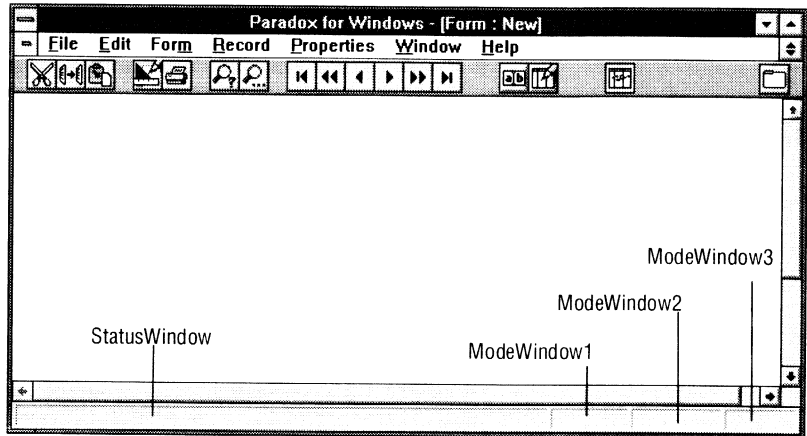 Paradox for Windows - [Form : New]
File Edit Form Record Properties Window Help
ModeWindow3
ModeWindow2
StatusWindow
ModeWindow1